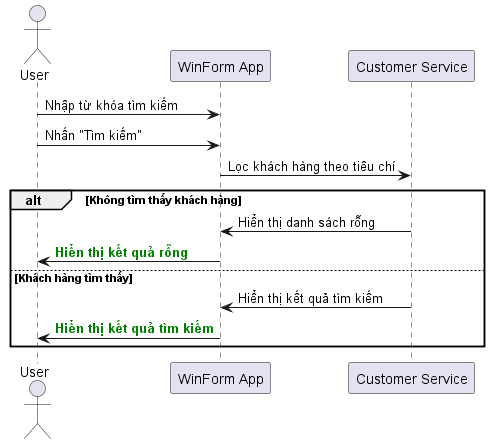 User
WinForm App
Customer Service
Nhập từ khóa tìm kiếm
Nhấn "Tìm kiếm"
Lọc khách hàng theo tiêu chí
alt
[Không tìm thấy khách hàng]
Hiển thị danh sách rỗng
Hiển thị kết quả rỗng
[Khách hàng tìm thấy]
Hiển thị kết quả tìm kiếm
Hiển thị kết quả tìm kiếm
User
WinForm App
Customer Service